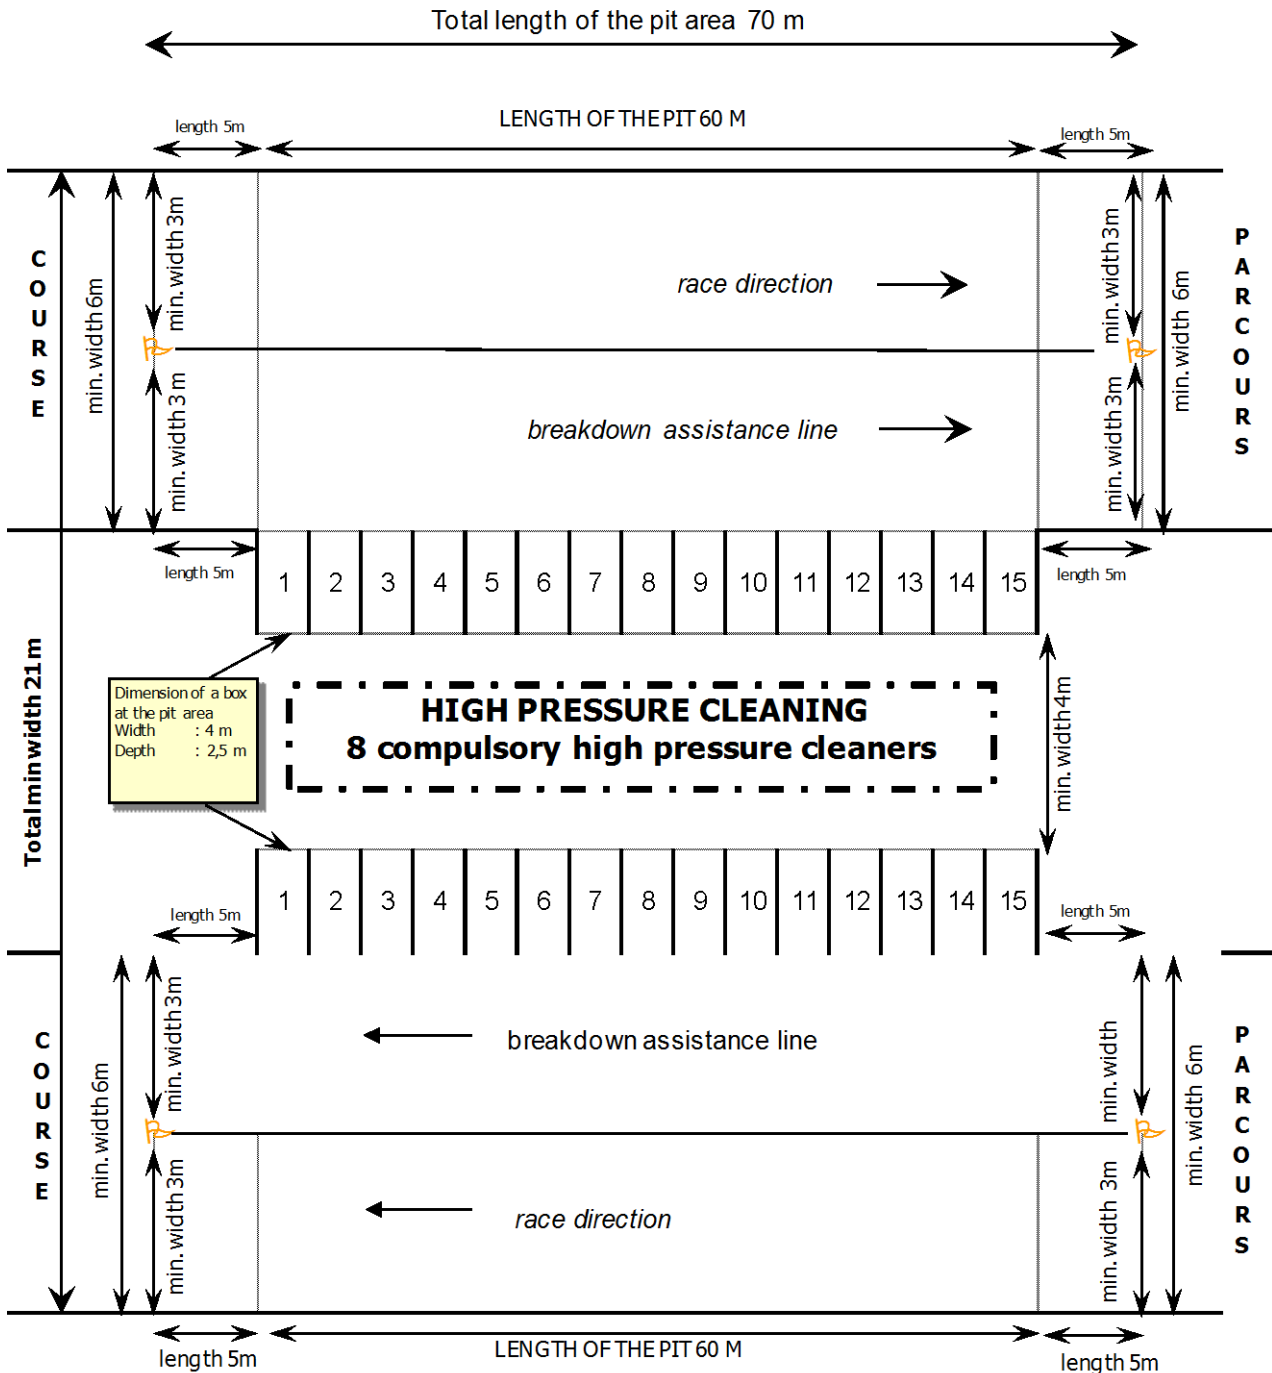 Total length of the pit area 70 m
LENGTH OF THE PIT 60 M
length 5m
length 5m
COURSE
min. width 6m
min. width 3m
min. width 3 m
race direction
breakdown assistance line
min. width 3m
min. width 3m
min. width 6m
PARCOURS
length 5m
1 2 3 4 5 6 7 8 9 10 11 12 13 14 15
length 5m
Total min width 21 m
Dimension of a box
at the pit area
Width : 4 m
Depth : 2,5 m
HIGH PRESSURE CLEANING
8 compulsory high pressure cleaners
min. width 4m
length 5m
1 2 3 4 5 6 7 8 9 10 11 12 13 14 15
length 5m
COURSE
min. width 6m
min. width 3m
min. width 3m
breakdown assistance line
race direction
min. width
min. width 3m
min. width 6m
PARCOURS
length 5m
LENGTH OF THE PIT 60 M
length 5m